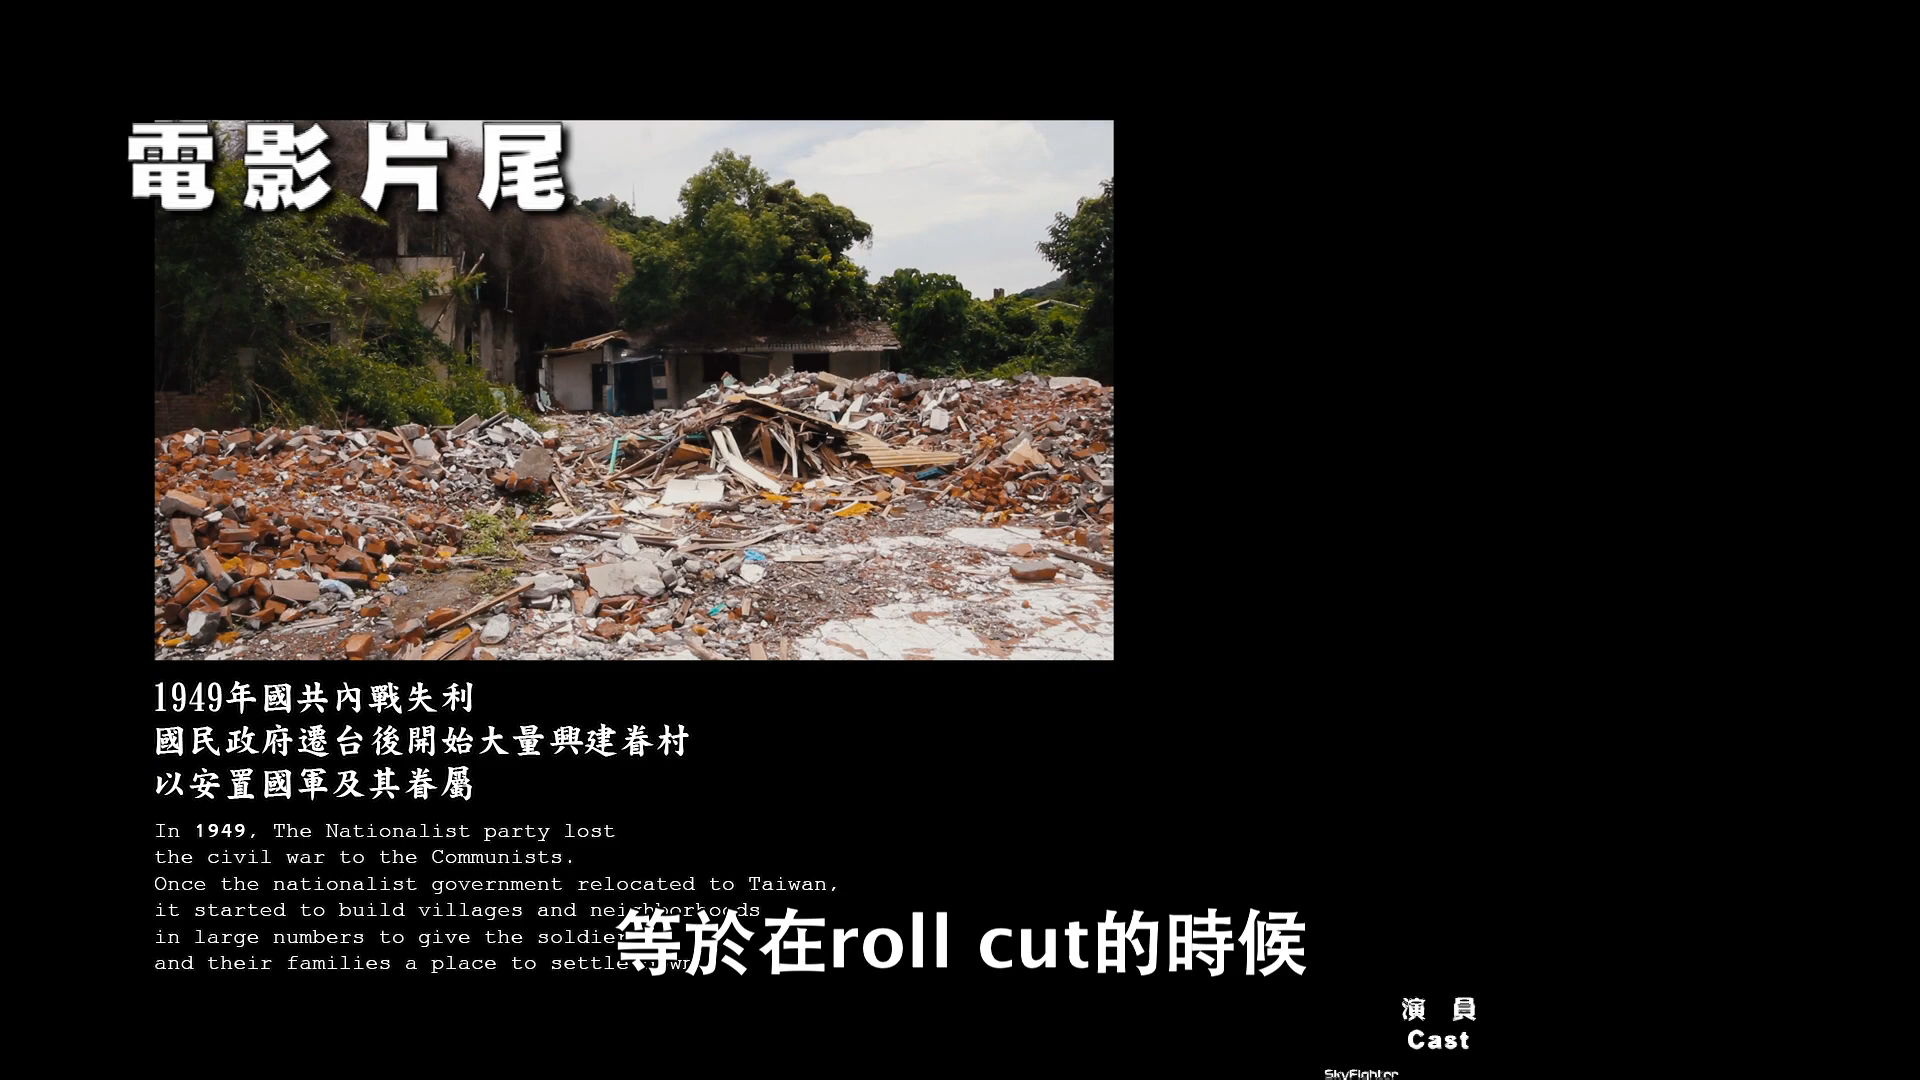 電影片尾
1949年國共內戰失利
國民政府遷台後開始大量興建眷村
以安置國軍及其眷屬
In 1949, The Nationalist party lost
the civil war to the Communists.
Once the nationalist government relocated to Taiwan,
it started to build villages and neighborhoods
in large numbers to give the
and their families a place to settle
等於在roll cut的時候
演 員
Cast
SkyFighter